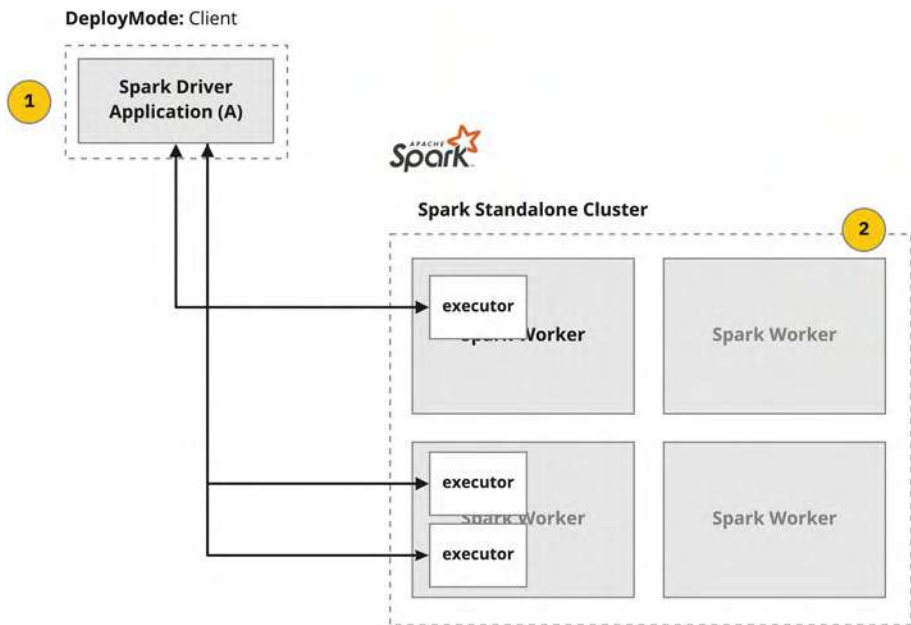 DeployMode: Client
1
Spark Driver
Application (A)
APACHE
Spark
Spark Standalone Cluster
2
executor
Spark Worker
Spark Worker
executor
Spark Worker
executor
Spark Worker